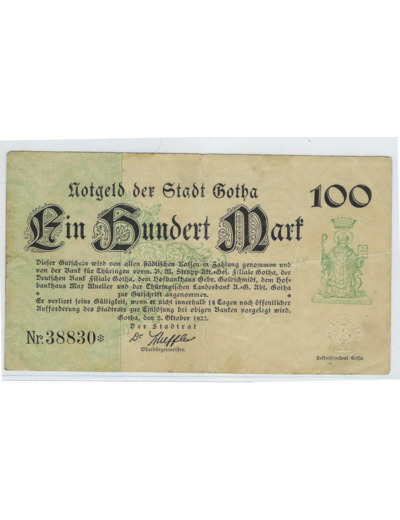 Notgeld der Stadt Gotha
100
Ein Hundert Mark
Dieser Gutschein wird von allen städtischen Kassen in Zahlung genommen und
von der Bank für Thüringen vorm. B. M. Strupp Akt.-Ges. Filiale Gotha, der
Deutschen Bank Filiale Gotha, dem Hofbankhaus Gebr. Goldschmidt, dem Hof-
bankhaus Max Mueller und der Thüringischen Landesbank A.-G. Abt. Gotha
zur Gutschrift angenommen.
Er verliert seine Gültigkeit, wenn er nicht innerhalb 14 Tagen nach öffentlicher
Aufforderung des Stadtrats zur Einlösung bei obigen Banken vorgelegt wird.
Gotha, den 2. Oktober 1922.
Der Stadtrat
Nr. 38830*
Dr.
Oberbürgermeister.
Gotha.